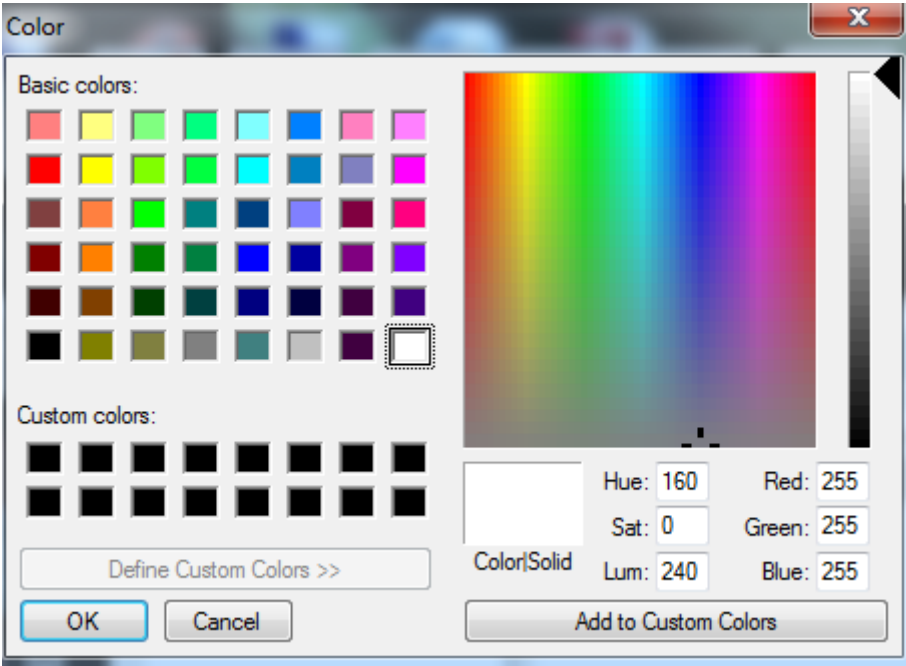 Color
Basic colors:
Custom colors:
Define Custom Colors >>
OK Cancel
Color|Solid
Hue: 160 Red: 255
Sat: 0 Green: 255
Lum: 240 Blue: 255
Add to Custom Colors